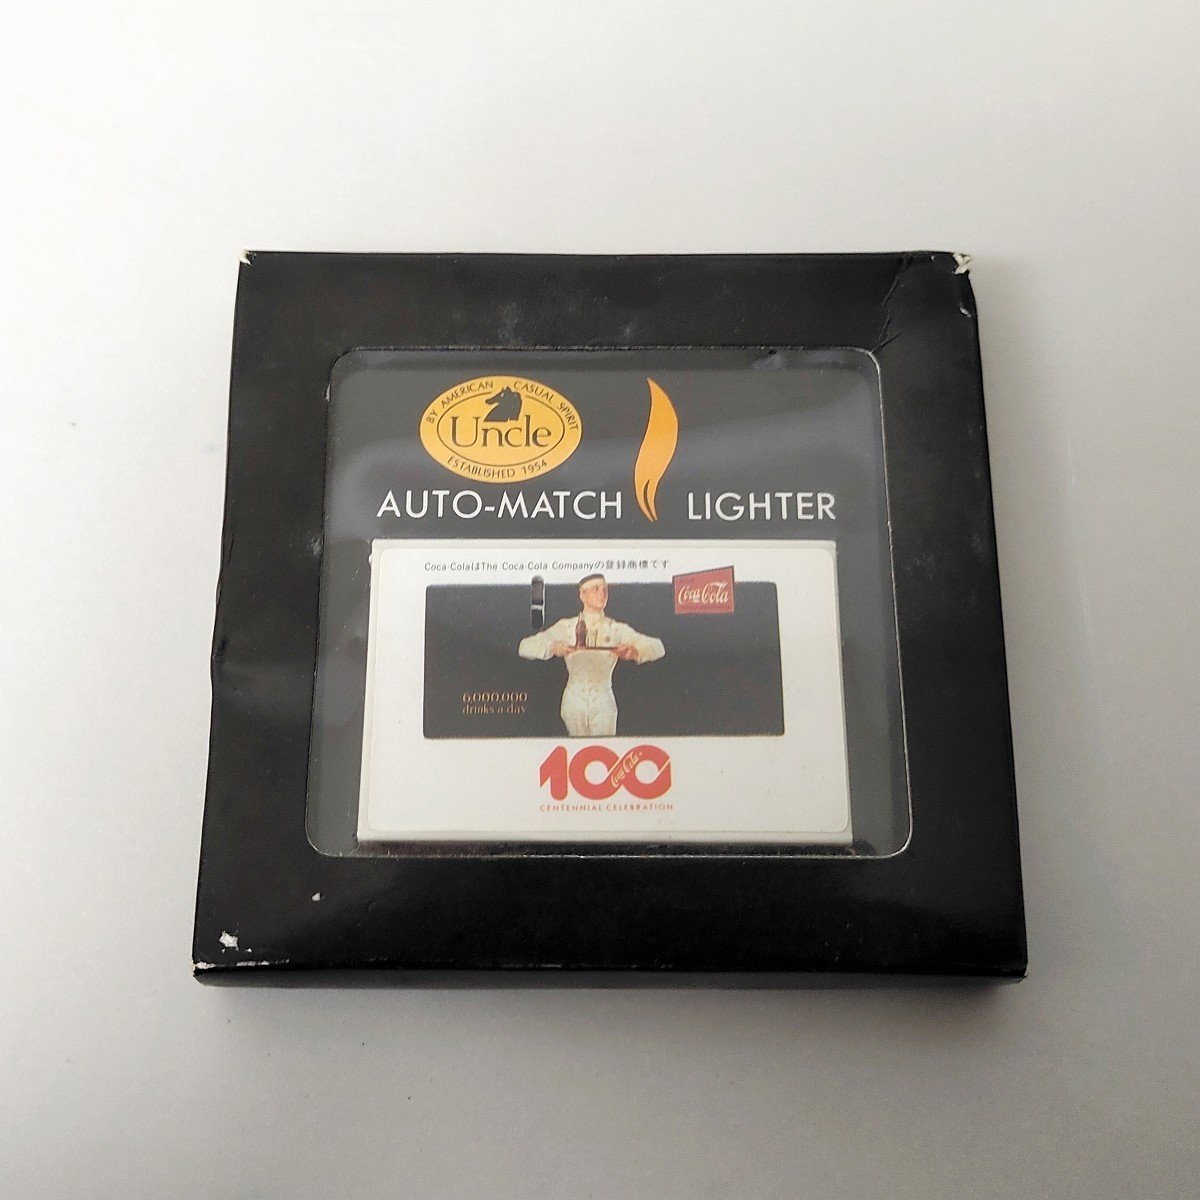 BY AMERICAN CASUAL SPIRIT
Uncle
ESTABLISHED 1954
AUTO-MATCH LIGHTER
Coca-ColaはThe Coca-Cola Companyの登録商標です
Coca-Cola
6,000,000
drinks a day
100
Coca-Cola
CENTENNIAL CELEBRATION